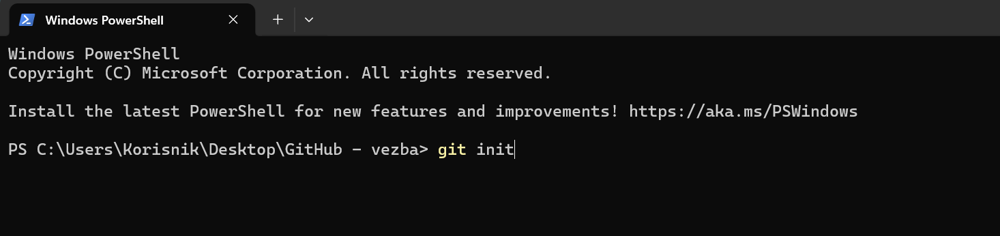 Windows PowerShell
Windows PowerShell
Copyright (C) Microsoft Corporation. All rights reserved.
Install the latest PowerShell for new features and improvements! https://aka.ms/PSWindows
PS C:\Users\Korisnik\Desktop\GitHub - vezba> git init